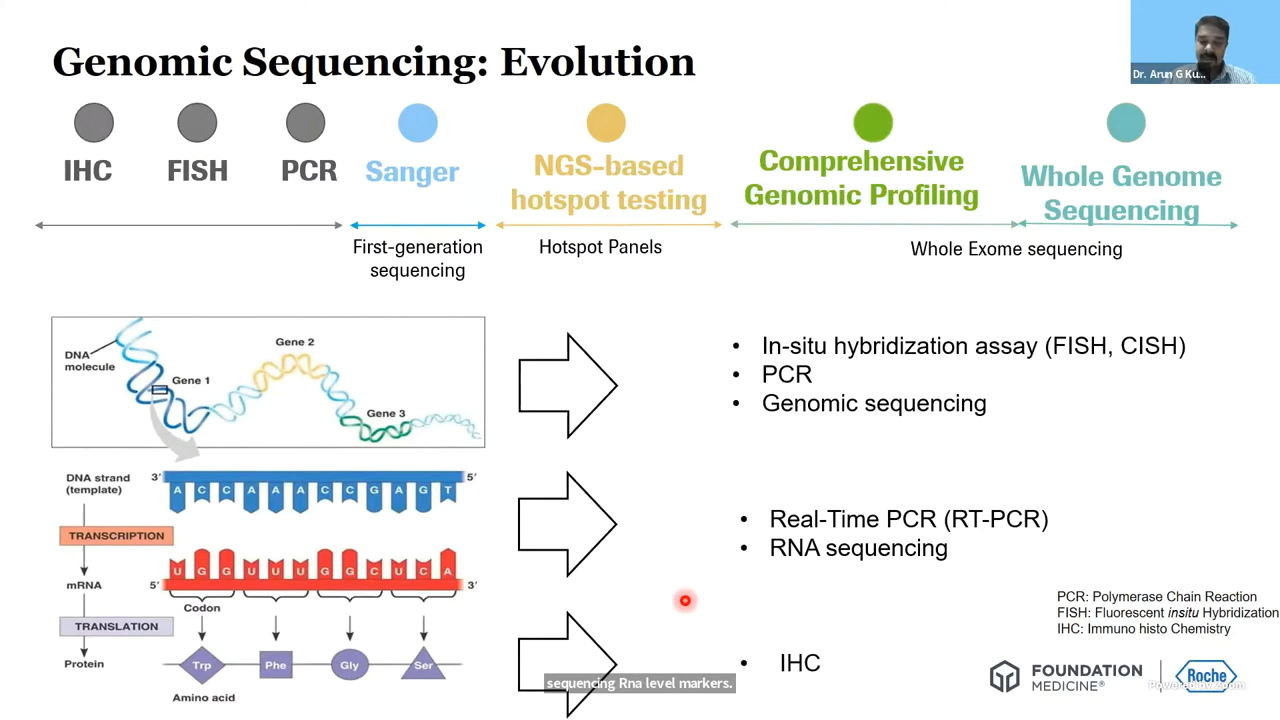 Genomic Sequencing: Evolution
Dr. Arun G Ku...
IHC
FISH
PCR
Sanger
NGS-based
hotspot testing
Comprehensive
Genomic Profiling
Whole Genome
Sequencing
First-generation
sequencing
Hotspot Panels
Whole Exome sequencing
DNA
molecule
Gene 1
Gene 2
Gene 3
• In-situ hybridization assay (FISH, CISH)
• PCR
• Genomic sequencing
DNA strand
(template)
3′ 5′
A C C A A A C C G A G T
TRANSCRIPTION
• Real-Time PCR (RT-PCR)
• RNA sequencing
mRNA
U G G U U U G G C U C A
5′ 3′
Codon
TRANSLATION
Protein
Trp Phe Gly Ser
Amino acid
• IHC
sequencing Rna level markers.
PCR: Polymerase Chain Reaction
FISH: Fluorescent insitu Hybridization
IHC: Immuno histo Chemistry
FOUNDATION
MEDICINE®
Roche
Powered by Zoom